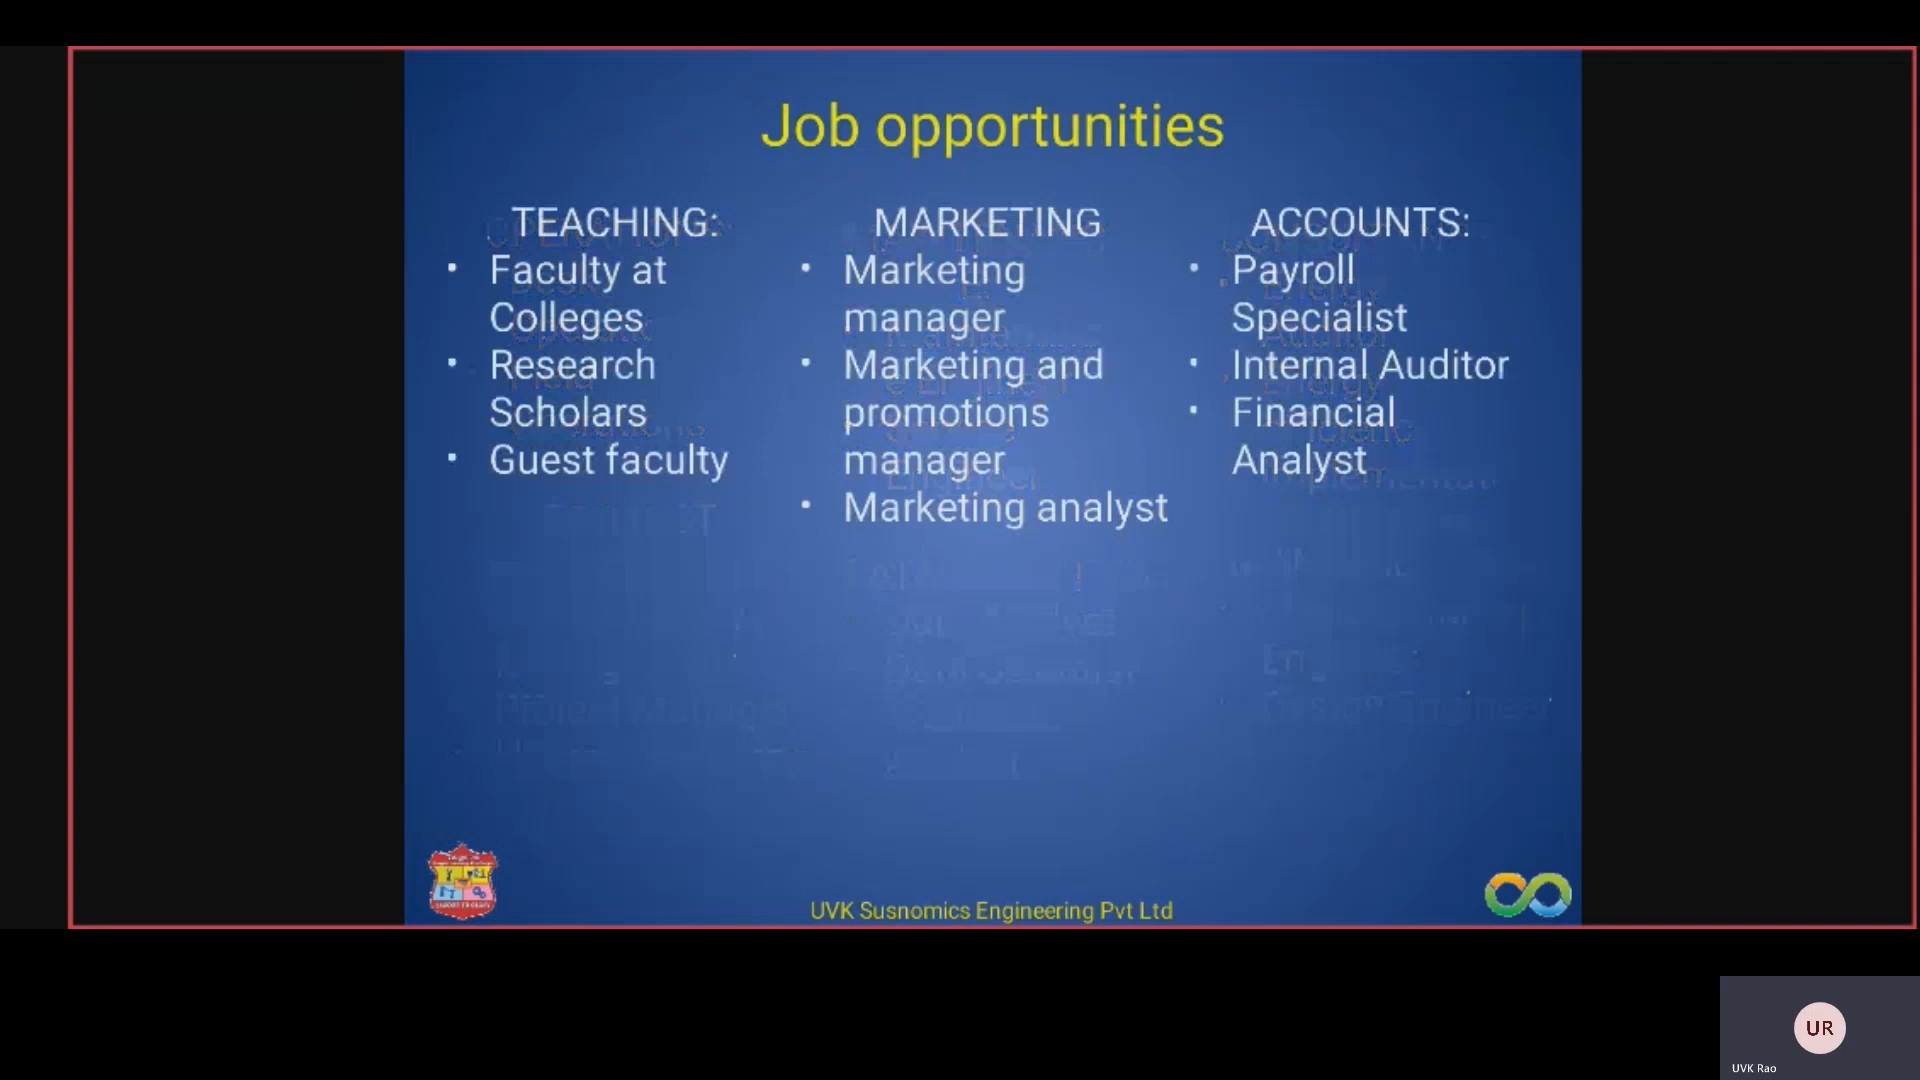 Job opportunities
TEACHING:
• Faculty at
Colleges
• Research
Scholars
• Guest faculty
MARKETING
• Marketing
manager
• Marketing and
promotions
manager
• Marketing analyst
ACCOUNTS:
• Payroll
Specialist
• Internal Auditor
• Financial
Analyst
UVK Susnomics Engineering Pvt Ltd
UR
UVK Rao